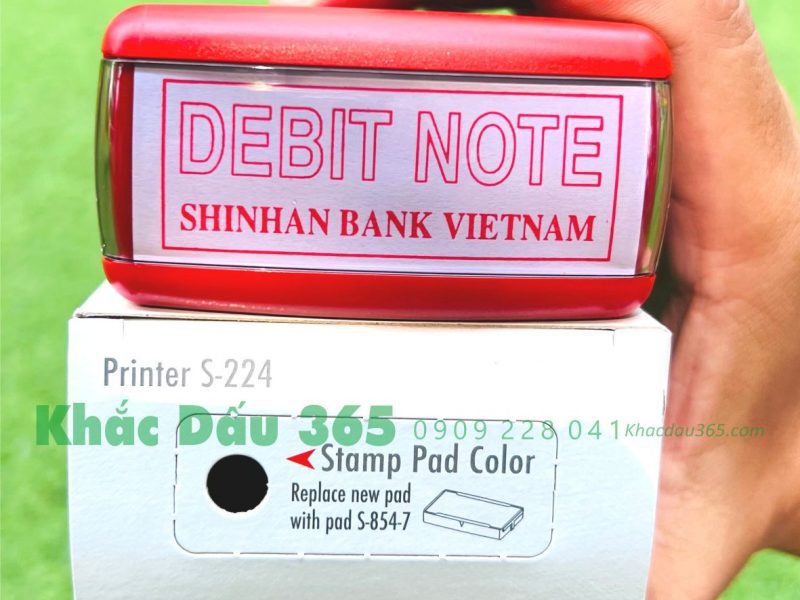 DEBIT NOTE
SHINHAN BANK VIETNAM
Printer S-224
Khắc Dấu 365 0909 228 041 Khacdau365.com
Stamp Pad Color
Replace new pad
with pad S-854-7